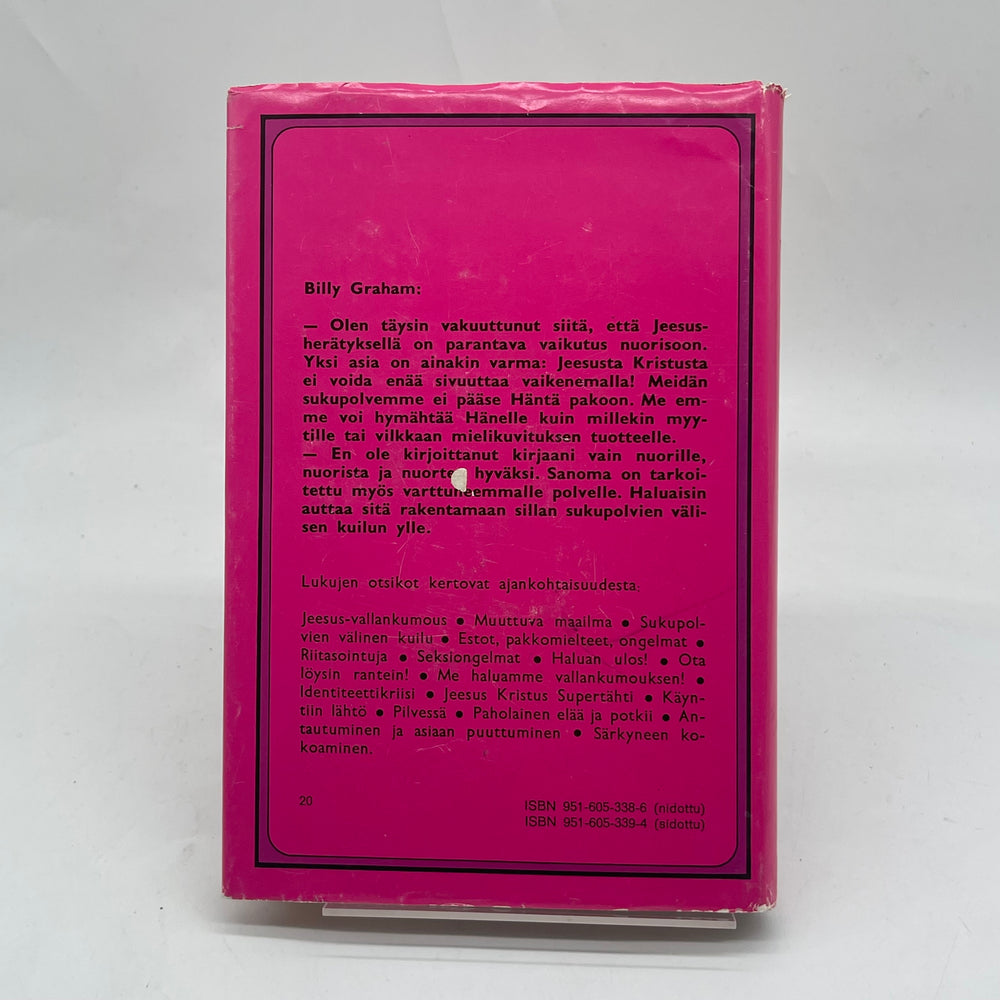 Billy Graham:
— Olen täysin vakuuttunut siitä, että Jeesus-
herätyksellä on parantava vaikutus nuorisoon.
Yksi asia on ainakin varma: Jeesusta Kristusta
ei voida enää sivuuttaa vaikenemalla! Meidän
sukupolvemme ei pääse Häntä pakoon. Me em-
me voi hymähtää Hänelle kuin millekin myy-
tille tai vilkkaan mielikuvituksen tuotteelle.
— En ole kirjoittanut kirjaani vain nuorille,
nuorista ja hyväksi. Sanoma on tarkoi-
tettu myös varttuneemmalle polvelle. Haluaisin
auttaa sitä rakentamaan sillan sukupolvien väli-
sen kuilun ylle.
Lukujen otsikot kertovat ajankohtaisuudesta:
Jeesus-vallankumous • Muuttuva maailma • Sukupol-
vien välinen kuilu • Estot, pakkomielteet, ongelmat •
Riitasointuja • Seksiongelmat • Haluan ulos! • Ota
löysin rantein! • Me haluamme vallankumouksen! •
Identiteettikriisi • Jeesus Kristus Supertähti • Käyn-
tiin lähtö • Pilvessä • Paholainen elää ja potkii • An-
tautuminen ja asiaan puuttuminen • Särkyneen ko-
koaminen.
20
ISBN 951-605-338-6 (nidottu)
ISBN 951-605-339-4 (sidottu)